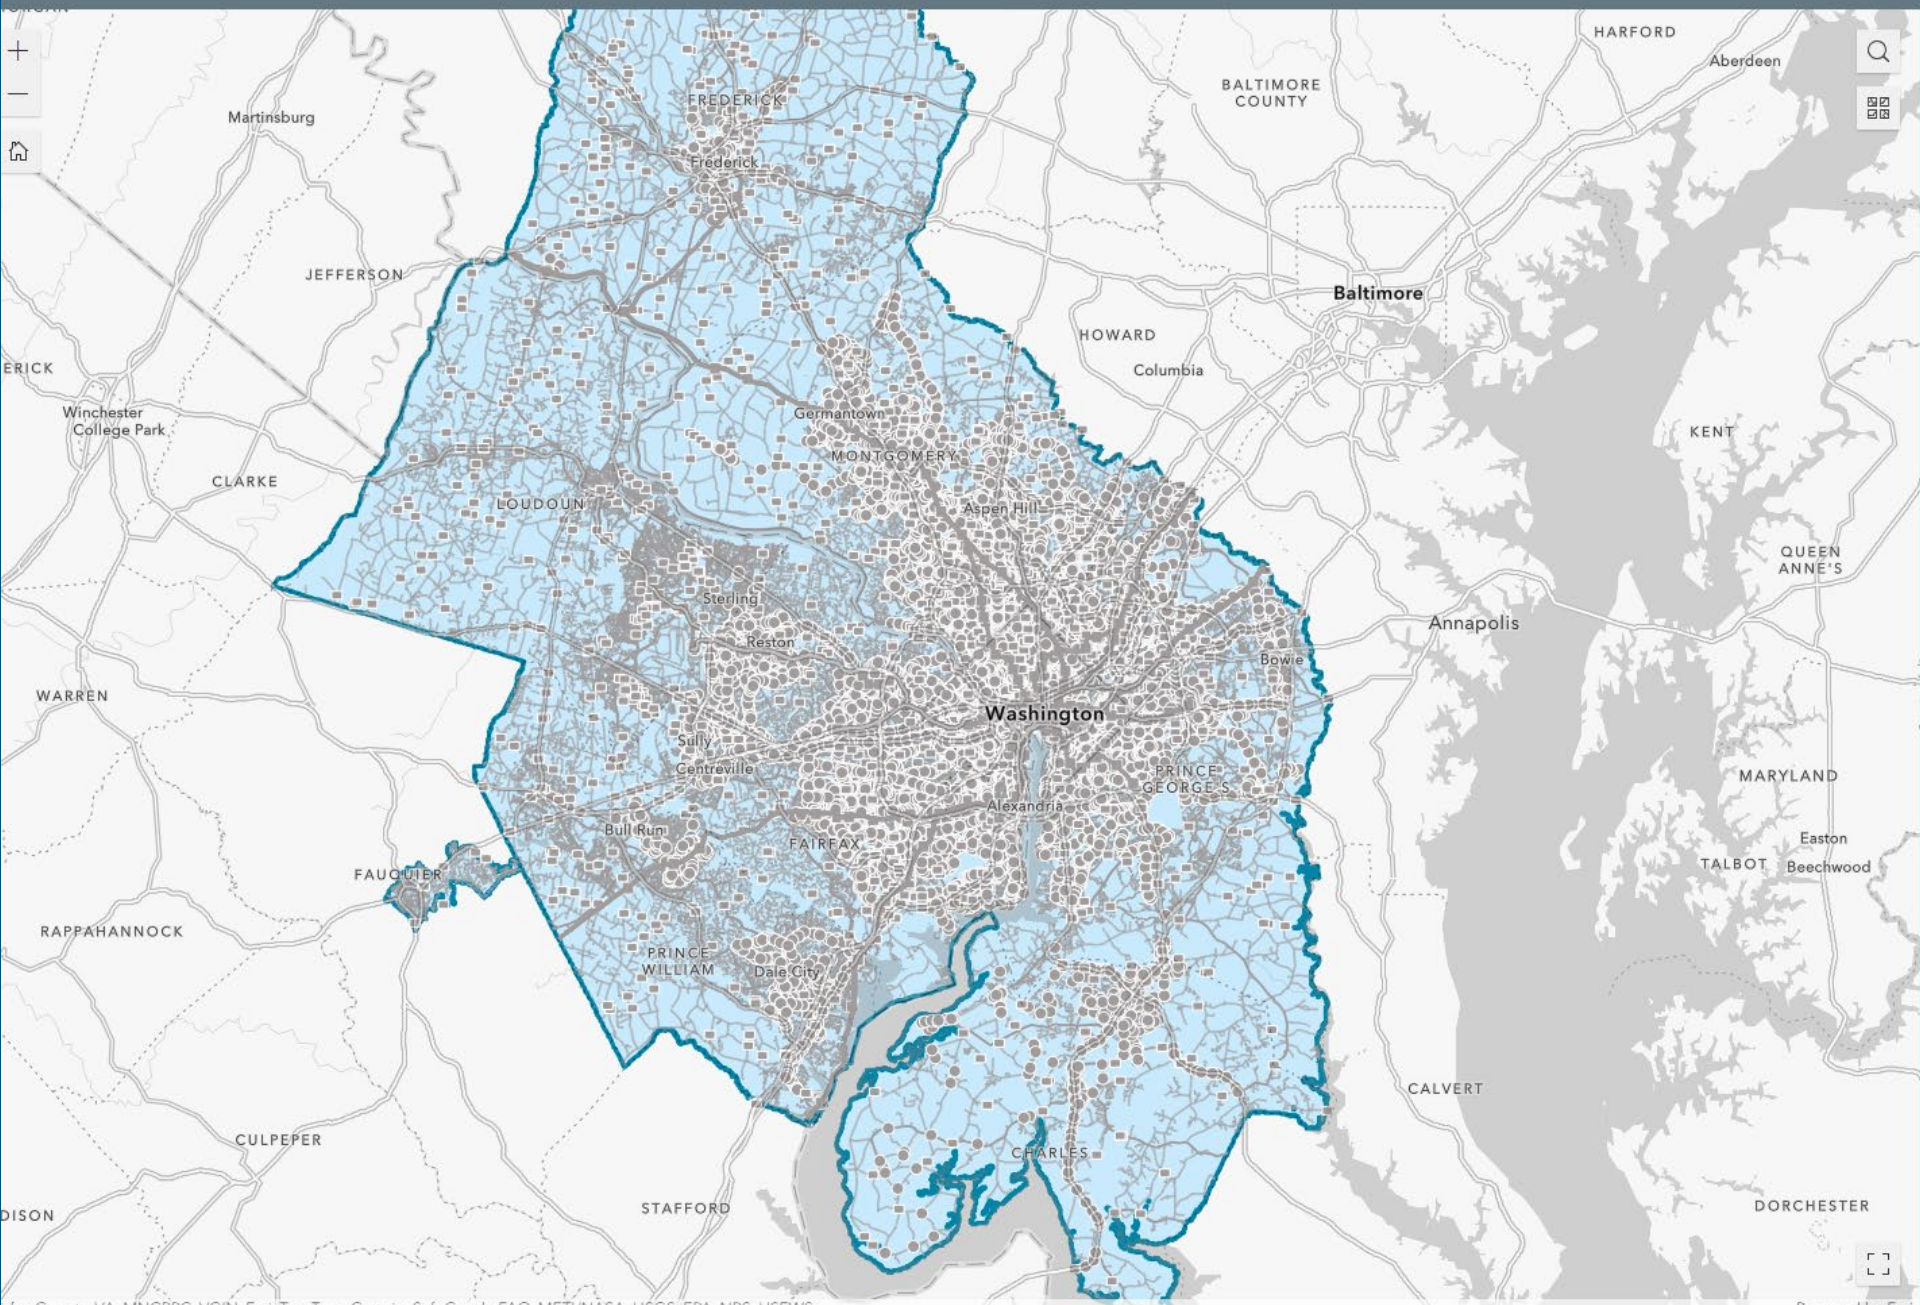 HARFORD
Aberdeen
BALTIMORE
COUNTY
FREDERICK
Martinsburg
Frederick
JEFFERSON
Baltimore
HOWARD
Columbia
ERICK
Winchester
College Park
Germantown
KENT
MONTGOMERY
CLARKE
LOUDOUN
Aspen Hill
QUEEN
ANNE'S
Sterling
Annapolis
Reston
Bowie
WARREN
Washington
Sully
Centreville
PRINCE
GEORGE'S
MARYLAND
Alexandria
Bull Run
FAIRFAX
Easton
TALBOT
Beechwood
FAUQUIER
RAPPAHANNOCK
PRINCE
WILLIAM
Dale City
CALVERT
CULPEPER
CHARLES
STAFFORD
DORCHESTER
DISON